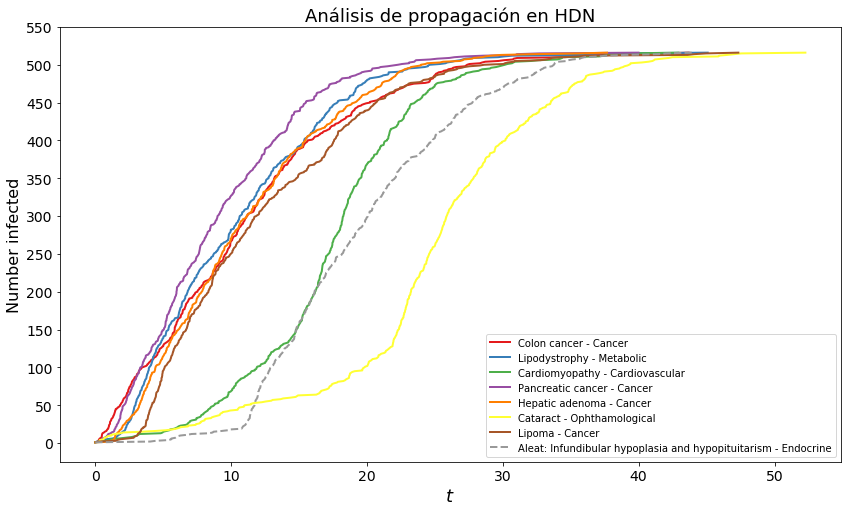 Análisis de propagación en HDN
Number infected
550
500
450
400
350
300
250
200
150
100
50
0
0 10 20 30 40 50
t
Colon cancer - Cancer
Lipodystrophy - Metabolic
Cardiomyopathy - Cardiovascular
Pancreatic cancer - Cancer
Hepatic adenoma - Cancer
Cataract - Ophthamological
Lipoma - Cancer
Aleat: Infundibular hypoplasia and hypopituitarism - Endocrine